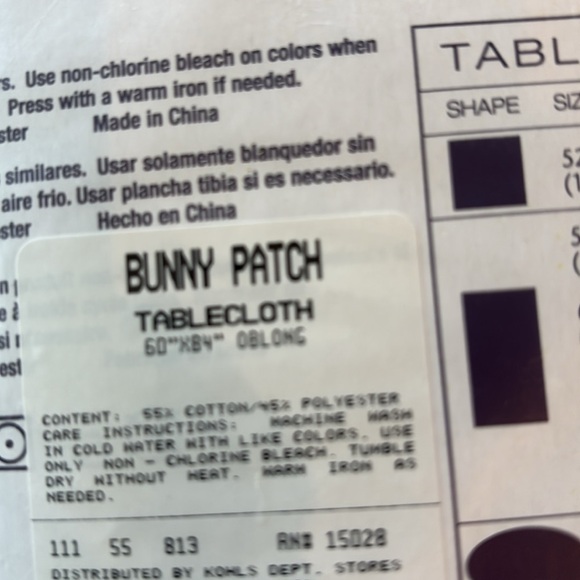 rs. Use non-chlorine bleach on colors when
Press with a warm iron if needed.
ster Made in China
similares. Usar solamente blanquedor sin
aire frio. Usar plancha tibia si es necessario.
ster Hecho en China
BUNNY PATCH
TABLECLOTH
60"X84" OBLONG
CONTENT: 55% COTTON/45% POLYESTER
CARE INSTRUCTIONS: MACHINE WASH
IN COLD WATER WITH LIKE COLORS. USE
ONLY NON - CHLORINE BLEACH. TUMBLE
DRY WITHOUT HEAT. WARM IRON AS
NEEDED.
111 55 813 RN# 15028
DISTRIBUTED BY KOHLS DEPT. STORES
TABL
SHAPE SIZ